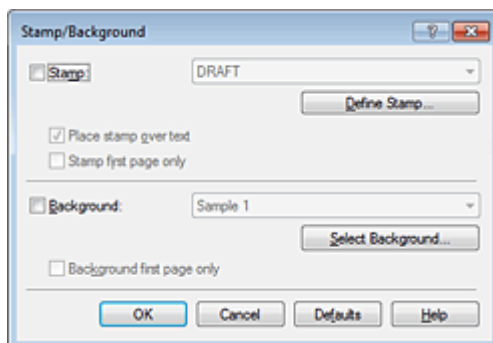 Stamp/Background
Stamp: DRAFT
Define Stamp...
Place stamp over text
Stamp first page only
Background: Sample 1
Select Background...
Background first page only
OK Cancel Defaults Help